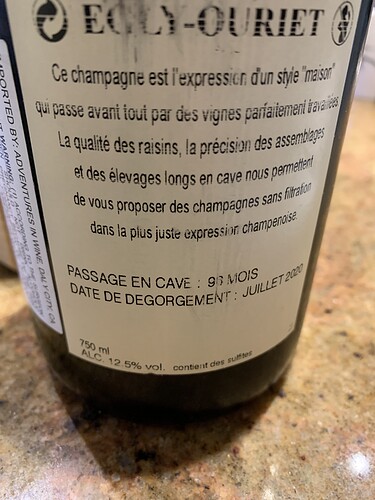 EGLY-OURIET
Ce champagne est l'expression d'un style "maison"
qui passe avant tout par des vignes parfaitement travaillées.
La qualité des raisins, la précision des assemblages
et des élevages longs en cave nous permettent
de vous proposer des champagnes sans filtration
dans la plus juste expression champenoise.
PASSAGE EN CAVE : 96 MOIS
DATE DE DEGORGEMENT : JUILLET 2020
750 ml
ALC. 12.5% vol. contient des sulfites
IMPORTED BY: ADVENTURES IN WINE, DALY CITY, CA